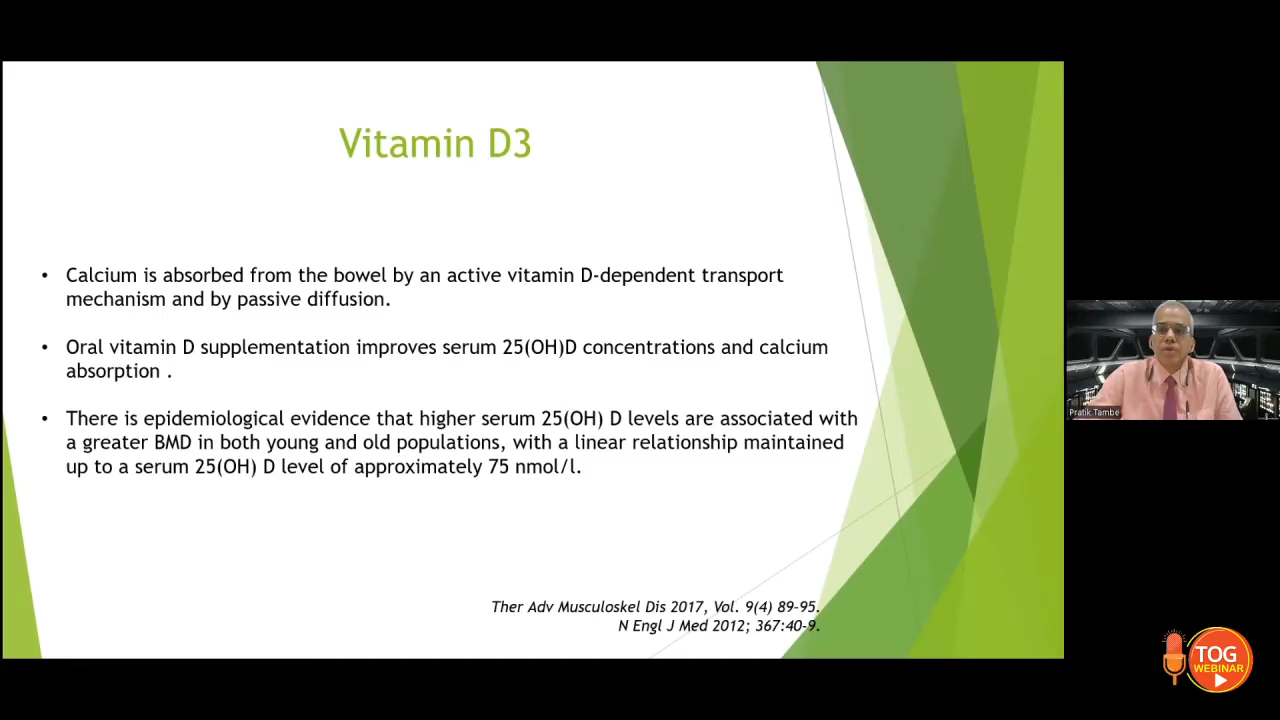 Vitamin D3
• Calcium is absorbed from the bowel by an active vitamin D-dependent transport
mechanism and by passive diffusion.
• Oral vitamin D supplementation improves serum 25(OH)D concentrations and calcium
absorption .
• There is epidemiological evidence that higher serum 25(OH) D levels are associated with
a greater BMD in both young and old populations, with a linear relationship maintained
up to a serum 25(OH) D level of approximately 75 nmol/l.
Ther Adv Musculoskel Dis 2017, Vol. 9(4) 89-95.
N Engl J Med 2012; 367:40-9.
Pratik Tambe
TOG
WEBINAR